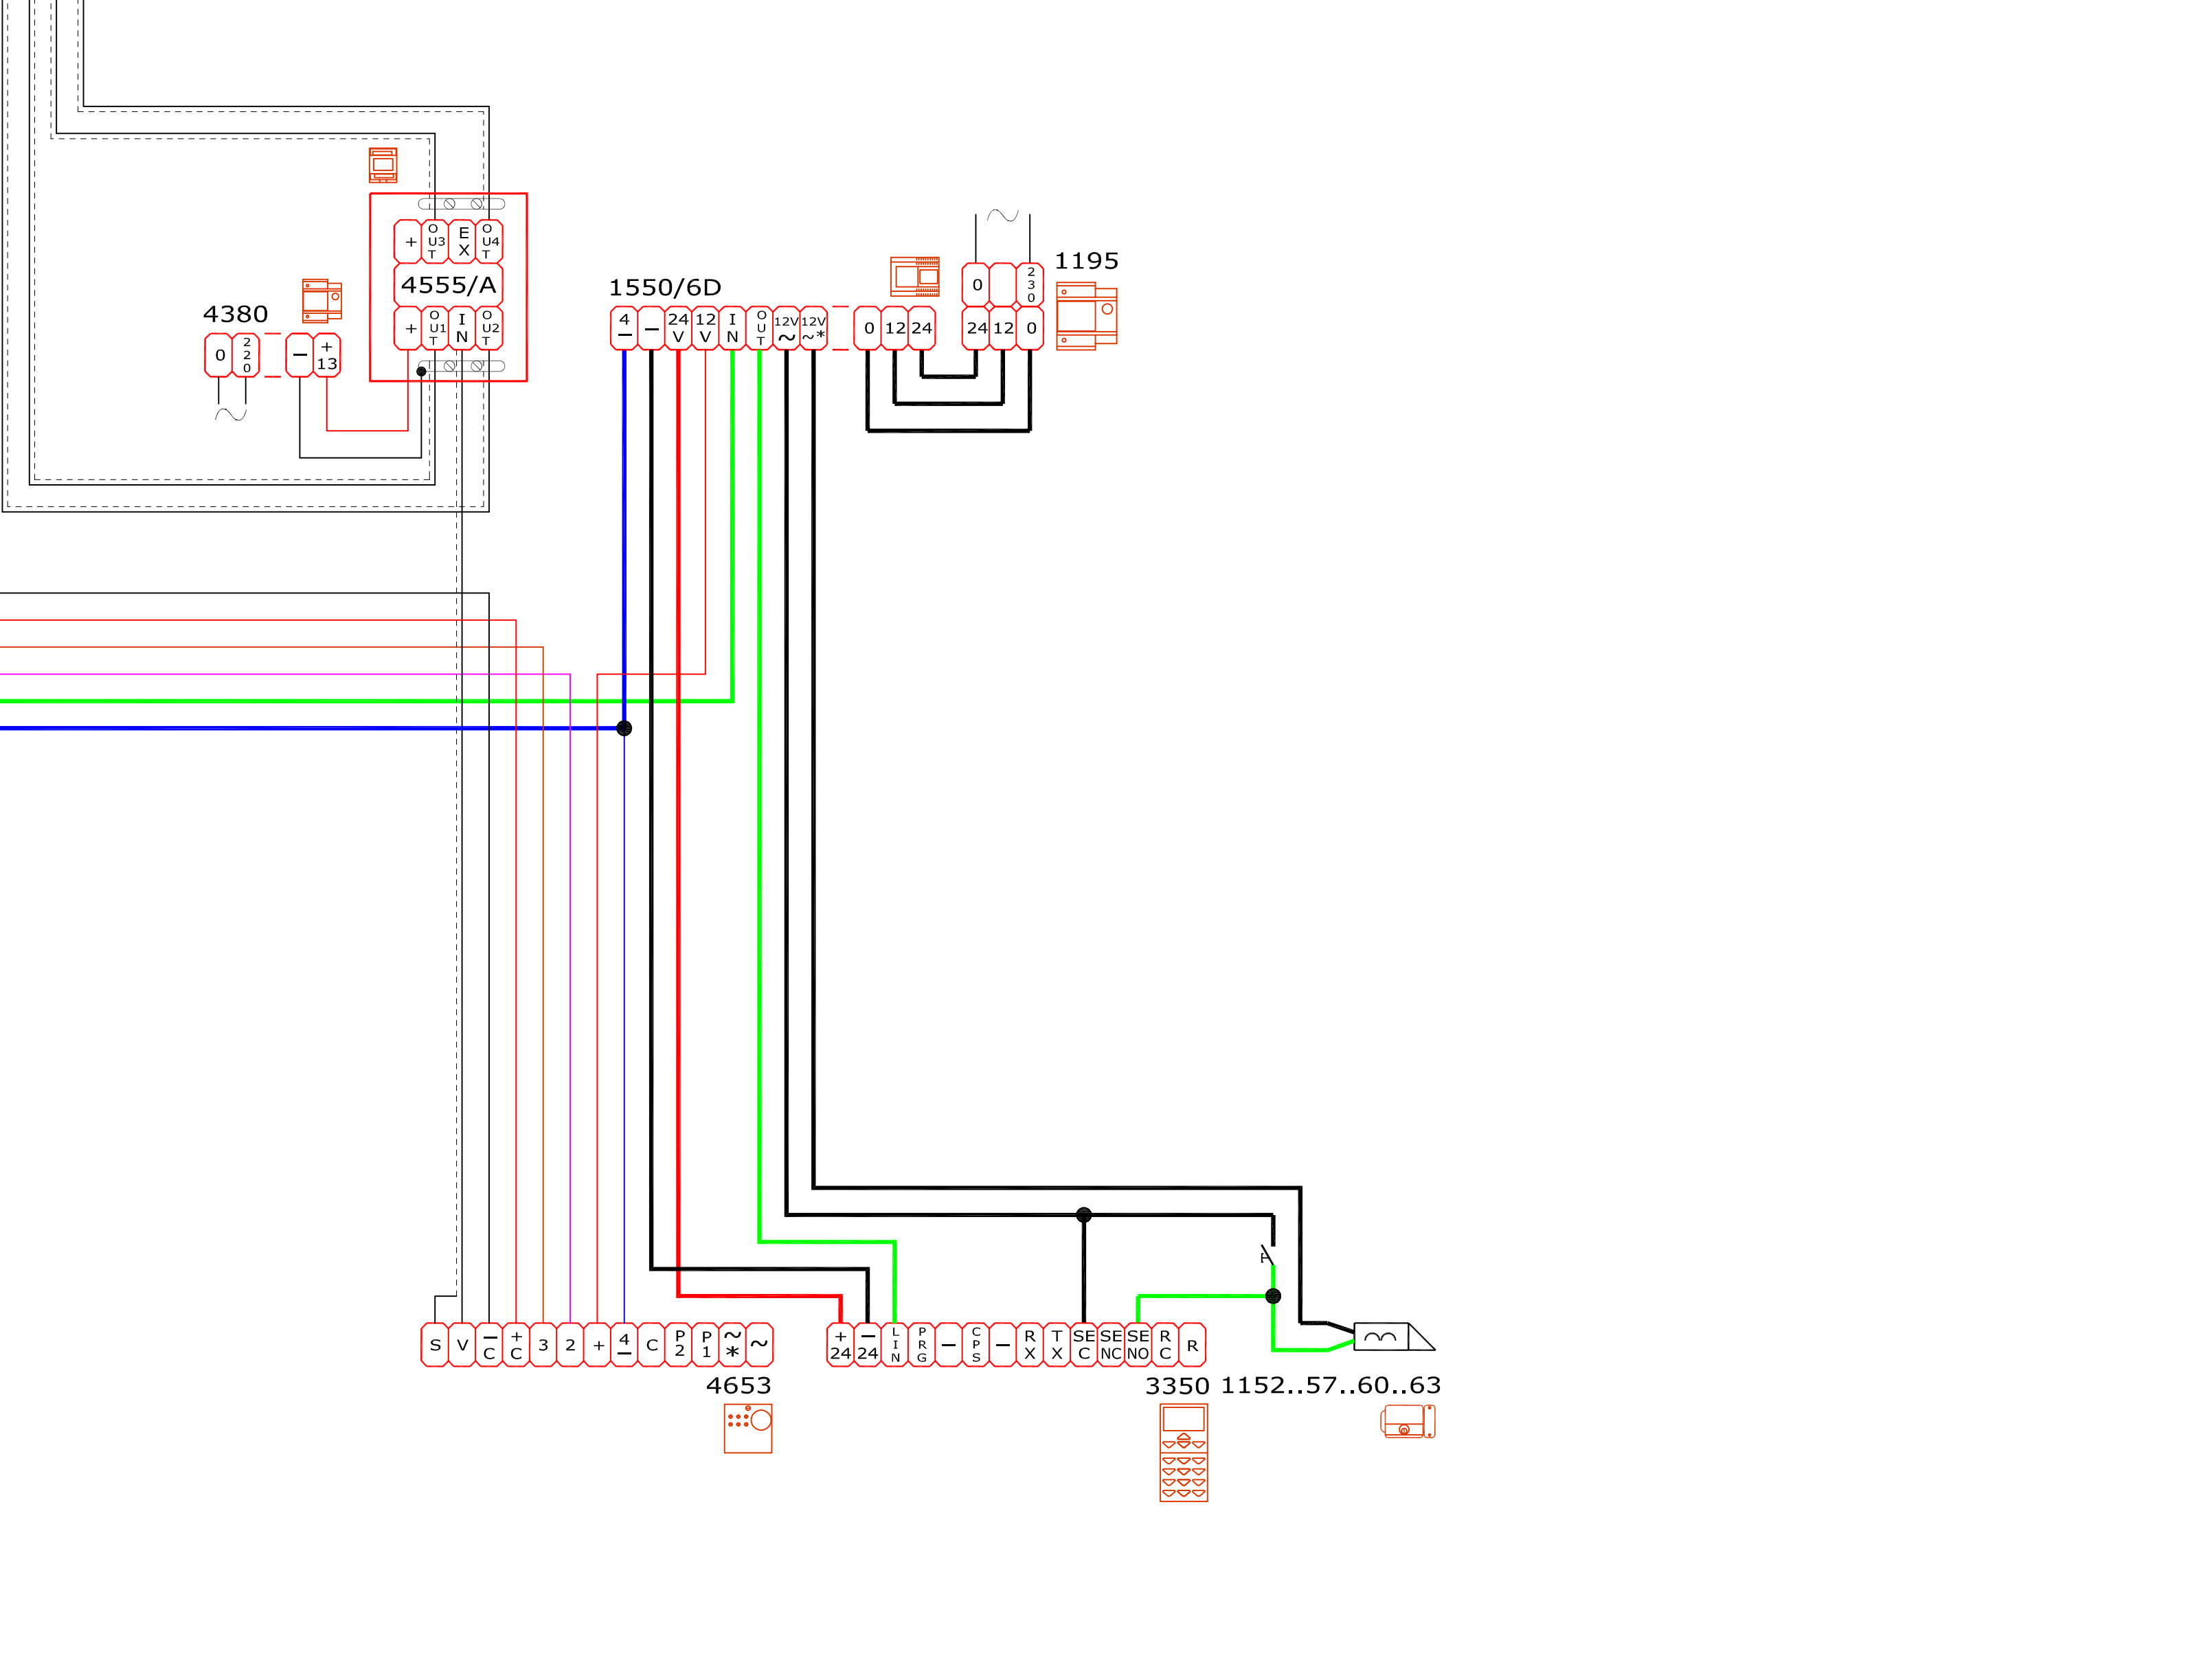 + OUT3 EX OUT4
4555/A
+ OUT1 IN OUT2
4380
0 220 − +13
1550/6D
4− − 24V 12V IN OUT 12V~ 12V~* 0 12 24
1195
0 230
24 12 0
S V −C +C 3 2 + 4− C P2 P1 ~* ~
4653
+24 −24 LIN PRG − CPS − RX TX SEC SENC SENO RC R
3350
1152..57..60..63